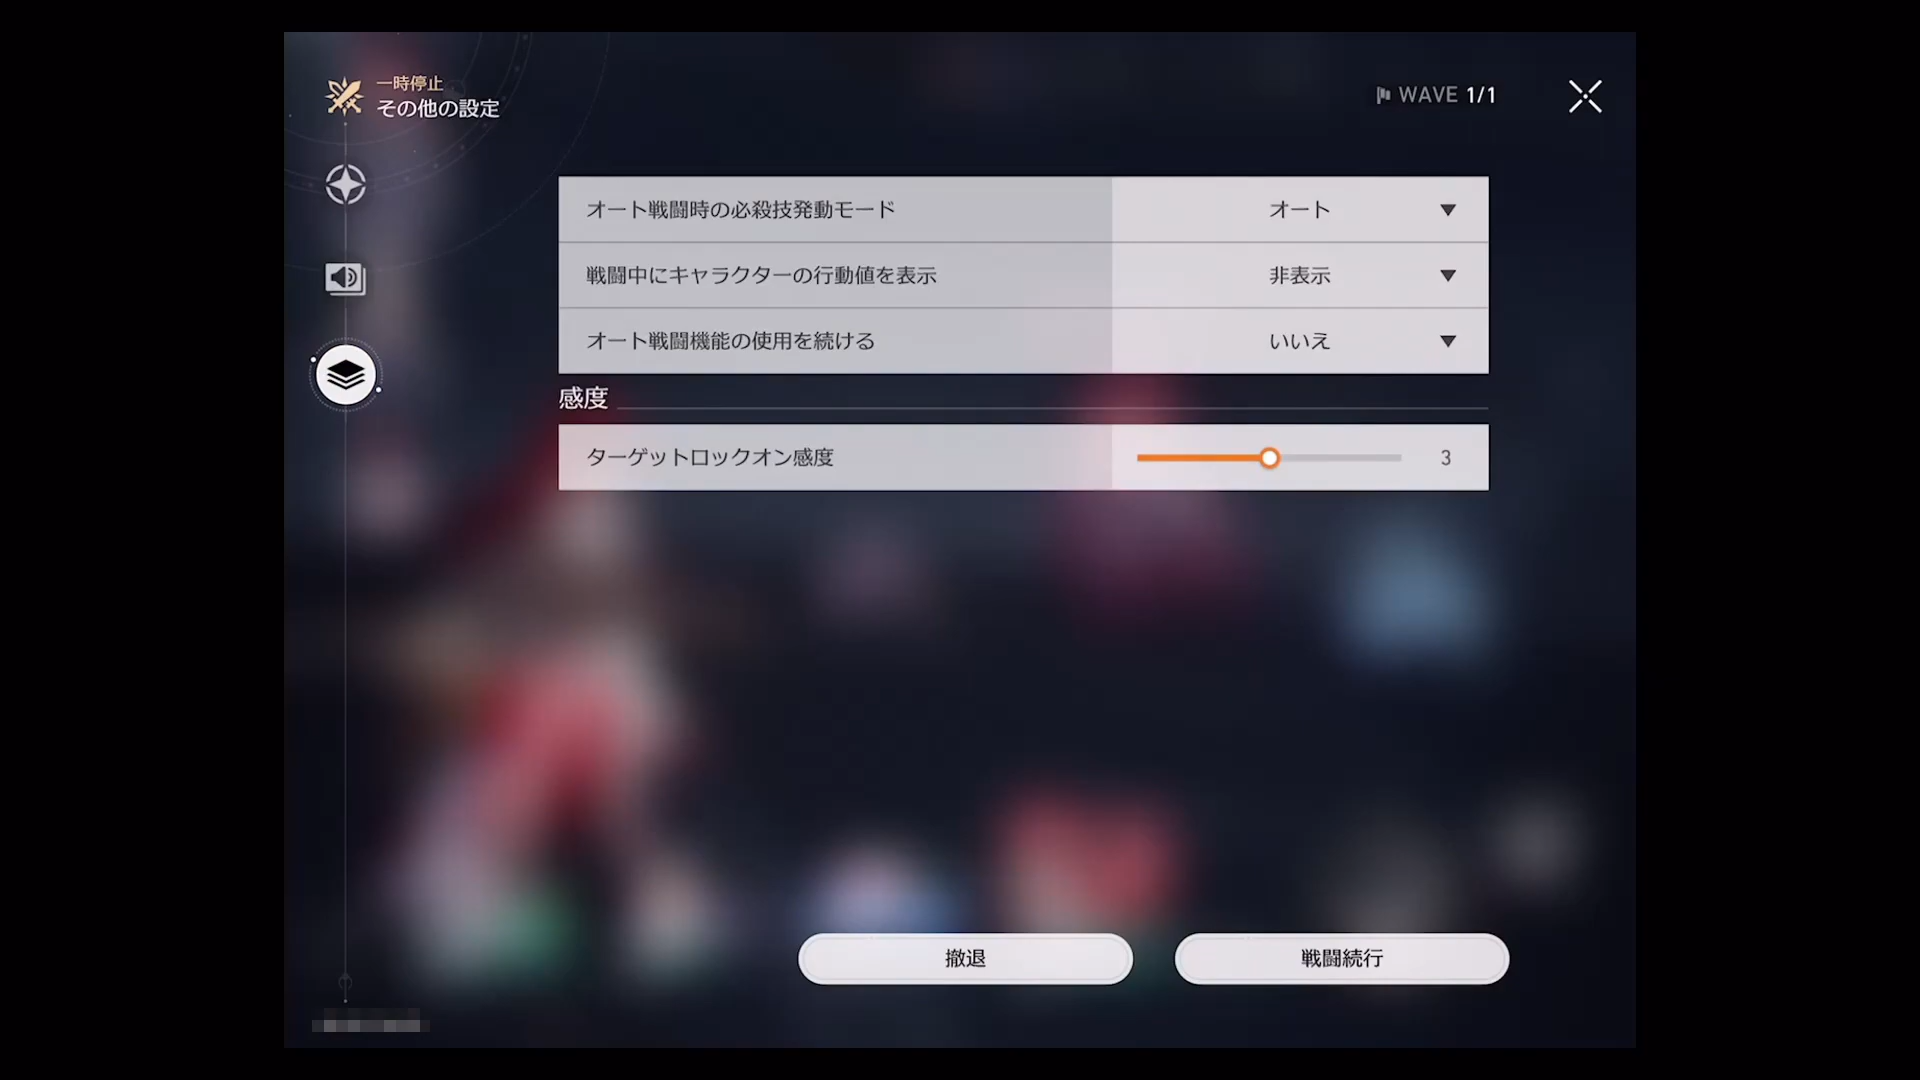 一時停止
その他の設定
WAVE 1/1
オート戦闘時の必殺技発動モード オート
戦闘中にキャラクターの行動値を表示 非表示
オート戦闘機能の使用を続ける いいえ
感度
ターゲットロックオン感度 3
撤退 戦闘続行